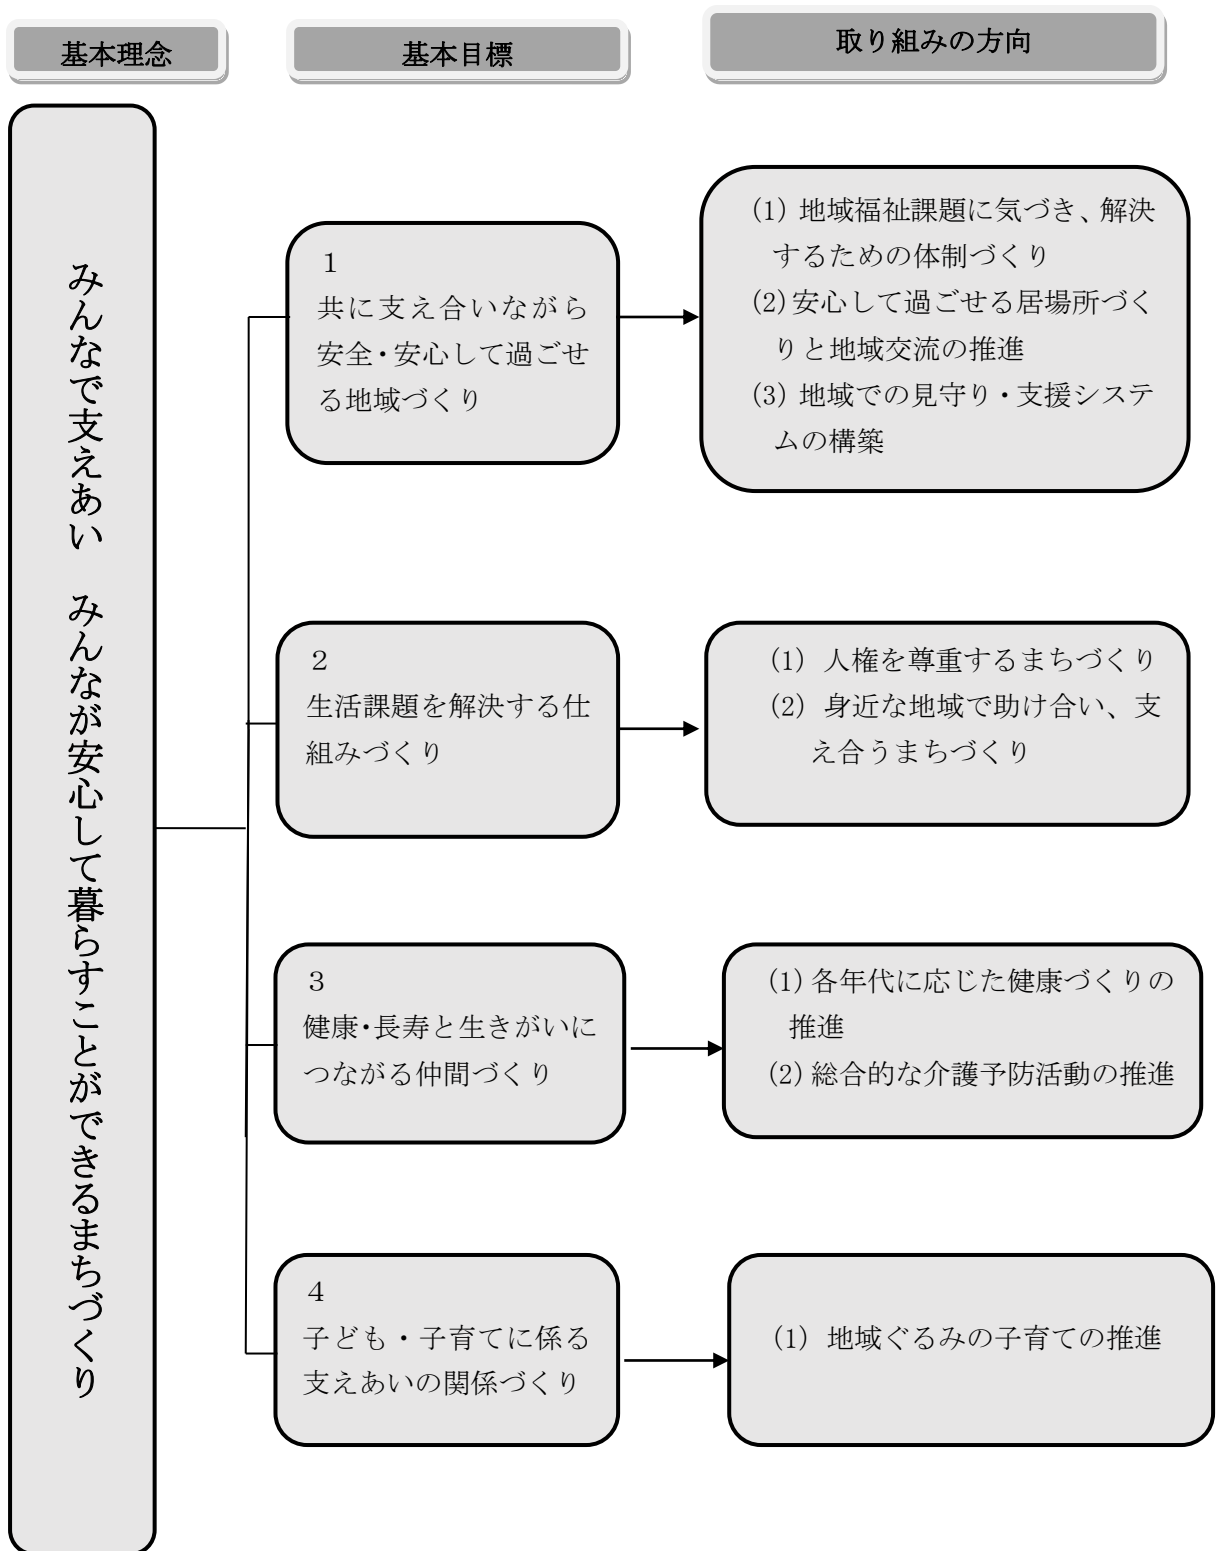 基本理念
基本目標
取り組みの方向
みんなで支えあい　みんなが安心して暮らすことができるまちづくり
1
共に支え合いながら
安全・安心して過ごせ
る地域づくり
(1) 地域福祉課題に気づき、解決
するための体制づくり
(2) 安心して過ごせる居場所づく
りと地域交流の推進
(3) 地域での見守り・支援システ
ムの構築
2
生活課題を解決する仕
組みづくり
(1) 人権を尊重するまちづくり
(2) 身近な地域で助け合い、支
え合うまちづくり
3
健康・長寿と生きがいに
つながる仲間づくり
(1) 各年代に応じた健康づくりの
推進
(2) 総合的な介護予防活動の推進
4
子ども・子育てに係る
支えあいの関係づくり
(1) 地域ぐるみの子育ての推進